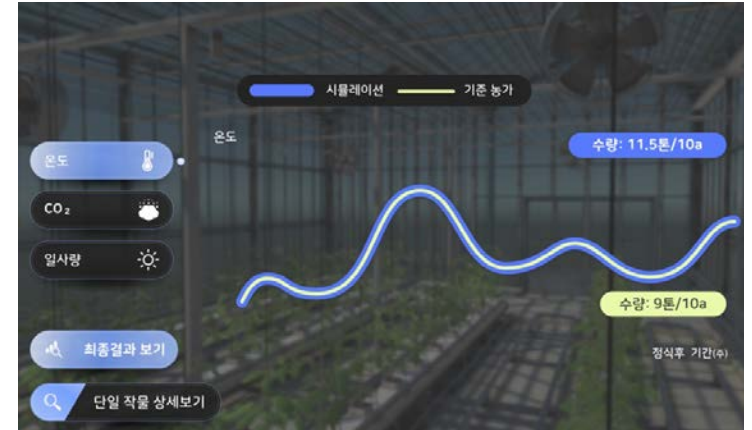 시뮬레이션 기준 농가
온도
수량: 11.5톤/10a
온도
CO₂
일사량
수량: 9톤/10a
최종결과 보기
정식후 기간(주)
단일 작물 상세보기